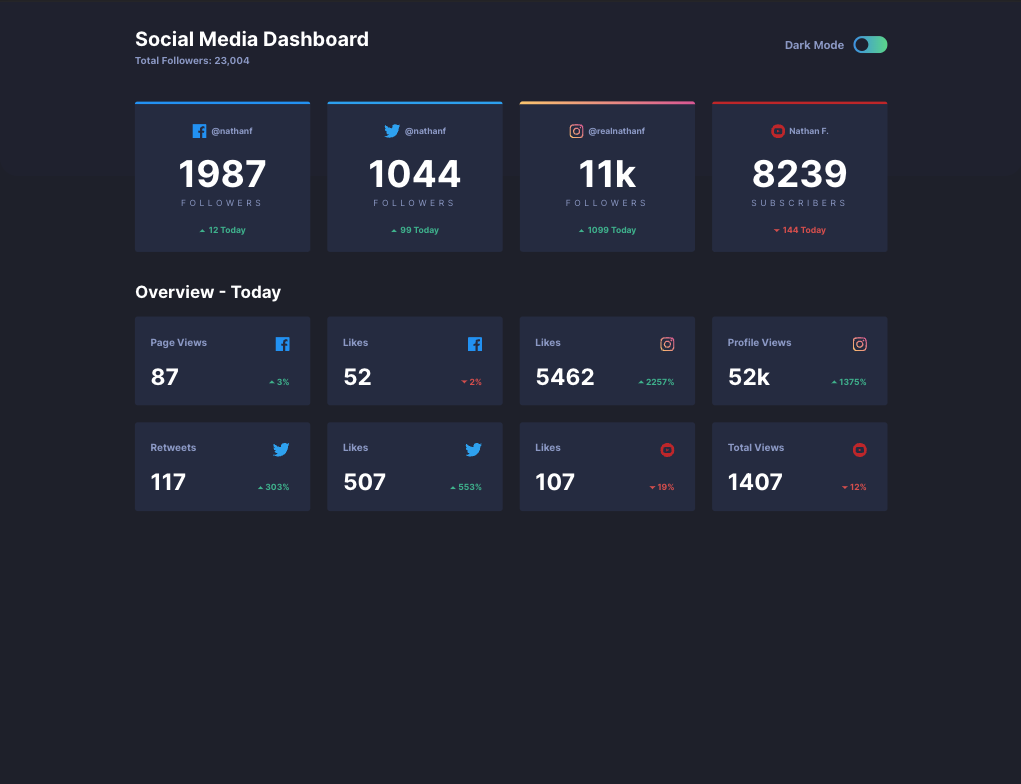 Social Media Dashboard
Total Followers: 23,004
Dark Mode
@nathanf
1987
FOLLOWERS
12 Today
@nathanf
1044
FOLLOWERS
99 Today
@realnathanf
11k
FOLLOWERS
1099 Today
Nathan F.
8239
SUBSCRIBERS
144 Today
Overview - Today
Page Views
87
3%
Likes
52
2%
Likes
5462
2257%
Profile Views
52k
1375%
Retweets
117
303%
Likes
507
553%
Likes
107
19%
Total Views
1407
12%